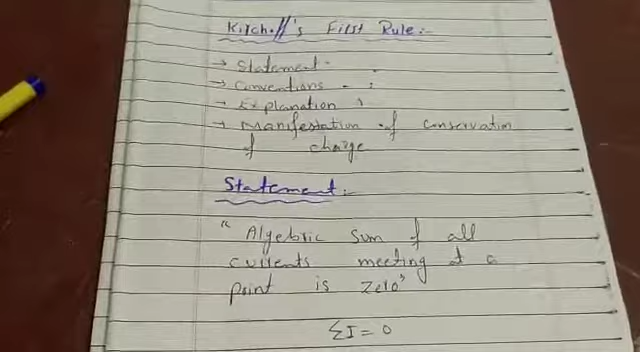 Kirchoff's First Rule:-
→ Statement -
→ Conventions - :
→ Explanation :
→ Manifestation of conservation
of charge
Statement:-
" Algebric sum of all
currents meeting at a
point is zero"
ΣI = 0